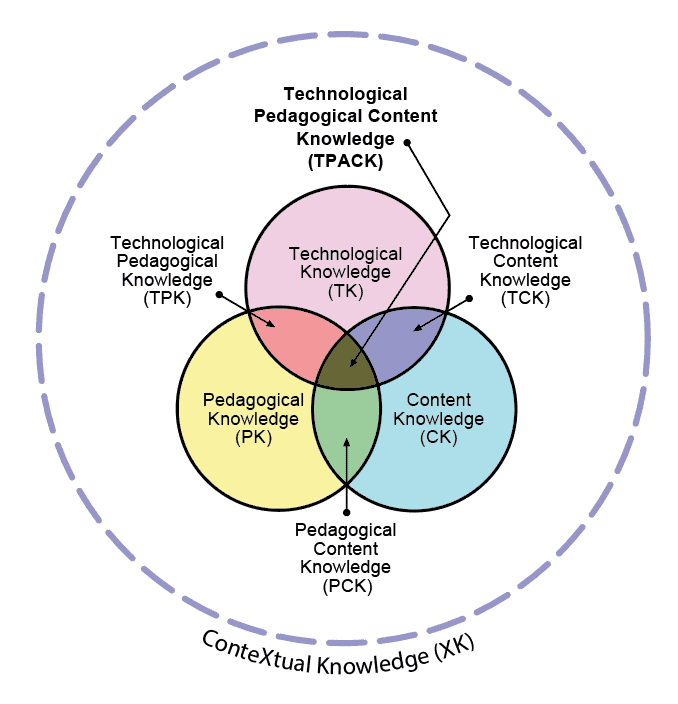 Technological
Pedagogical Content
Knowledge
(TPACK)
Technological
Pedagogical
Knowledge
(TPK)
Technological
Knowledge
(TK)
Technological
Content
Knowledge
(TCK)
Pedagogical
Knowledge
(PK)
Content
Knowledge
(CK)
Pedagogical
Content
Knowledge
(PCK)
ConteXtual Knowledge (XK)